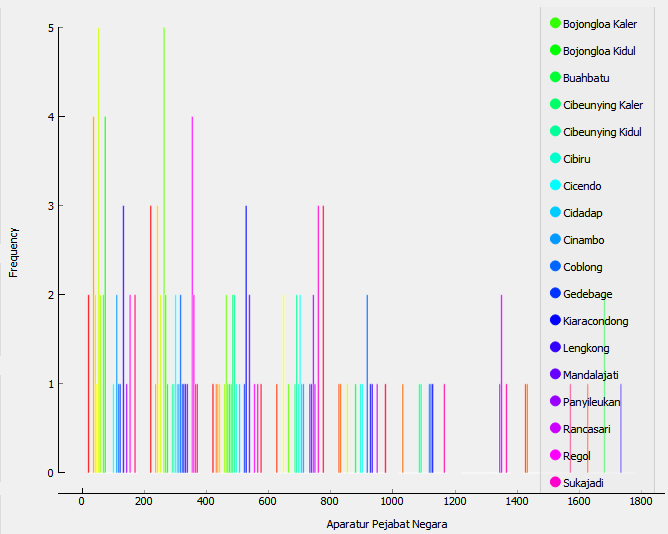 5
4
3
2
1
0
Frequency
0
200
400
600
800
1000
1200
1400
1600
1800
Aparatur Pejabat Negara
Bojongloa Kaler
Bojongloa Kidul
Buahbatu
Cibeunying Kaler
Cibeunying Kidul
Cibiru
Cicendo
Cidadap
Cinambo
Coblong
Gedebage
Kiaracondong
Lengkong
Mandalajati
Panyileukan
Rancasari
Regol
Sukajadi